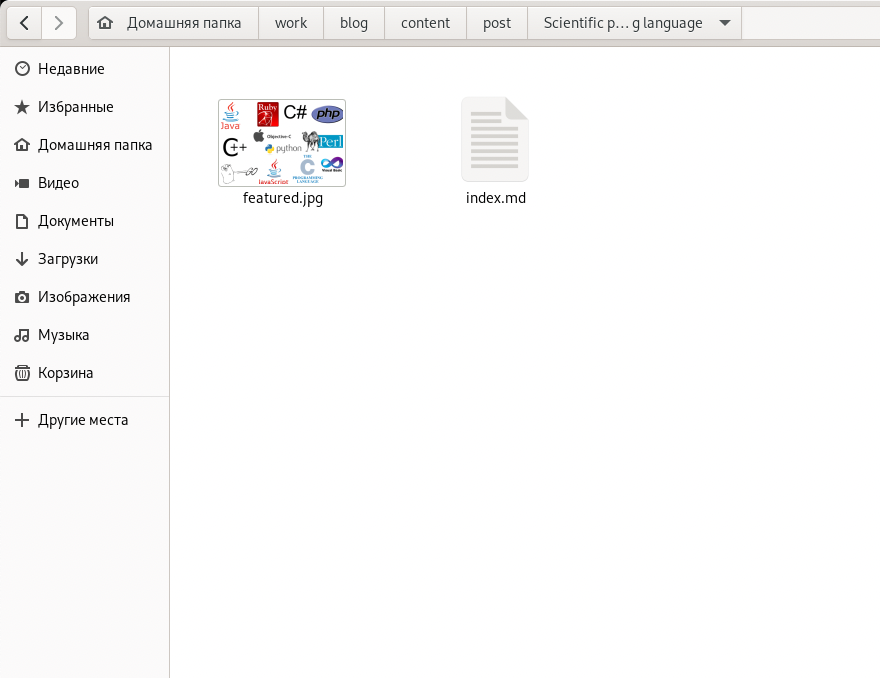 Домашняя папка work blog content post Scientific p… g language
Недавние
Избранные
Домашняя папка
Видео
Документы
Загрузки
Изображения
Музыка
Корзина
Другие места
Java
Ruby
C#
php
C++
Objective-C
Perl
python
GO
JavaScript
THE
C
PROGRAMMING
LANGUAGE
Visual Basic
featured.jpg
index.md